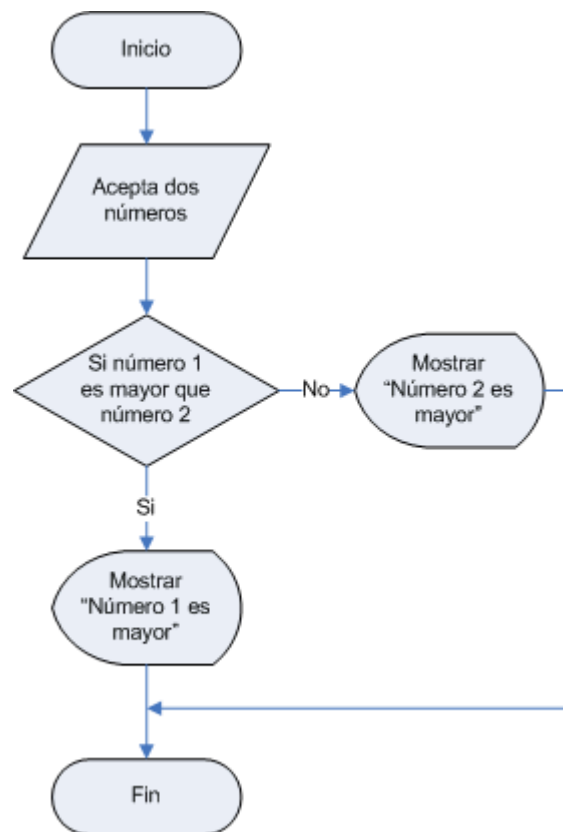 Inicio
Acepta dos
números
Si número 1
es mayor que
número 2
No
Mostrar
“Número 2 es
mayor”
Si
Mostrar
“Número 1 es
mayor”
Fin